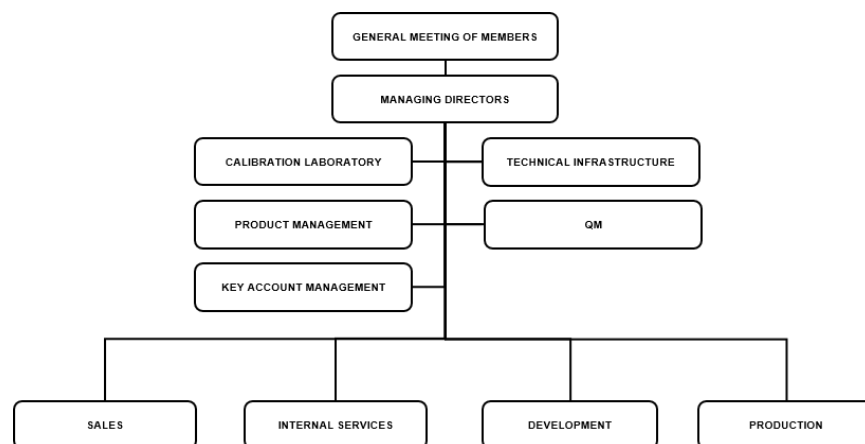 GENERAL MEETING OF MEMBERS
MANAGING DIRECTORS
CALIBRATION LABORATORY
TECHNICAL INFRASTRUCTURE
PRODUCT MANAGEMENT
QM
KEY ACCOUNT MANAGEMENT
SALES
INTERNAL SERVICES
DEVELOPMENT
PRODUCTION